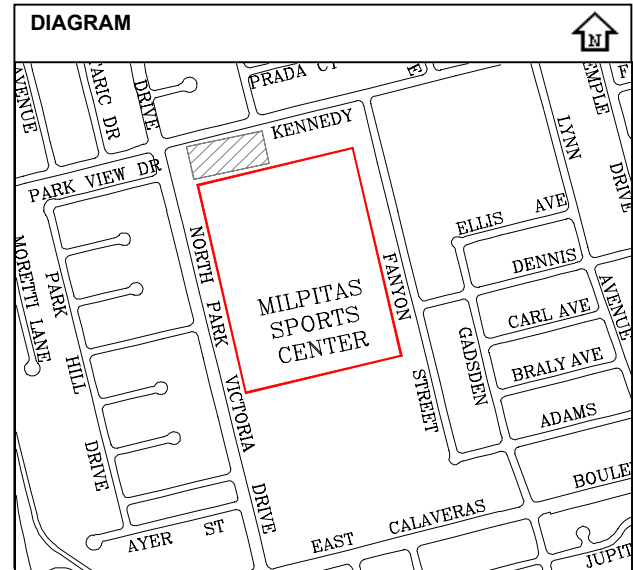 DIAGRAM
N
AVENUE
TARIC DR
DRIVE
PRADA CT
E
F
KENNEDY
PARK VIEW DR
LYNN
EMPLE
DRIVE
ELLIS AVE
DENNIS
AVENUE
MORETTI LANE
PARK
HILL
DRIVE
NORTH
PARK
VICTORIA
DRIVE
MILPITAS
SPORTS
CENTER
FANYON
STREET
GADSDEN
CARL AVE
BRALY AVE
ADAMS
BOULE
AYER ST
EAST CALAVERAS
JUPIT